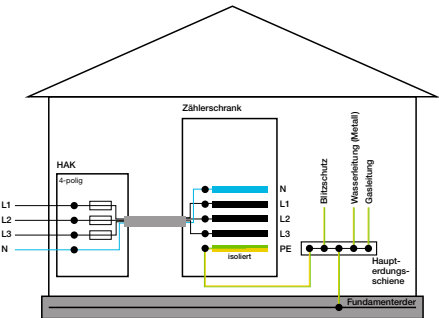 Zählerschrank
HAK
4-polig
L1
L2
L3
N
N
L1
L2
L3
PE
isoliert
Blitzschutz
Wasserleitung (Metall)
Gasleitung
Haupt-
erdungs-
schiene
Fundamenterder